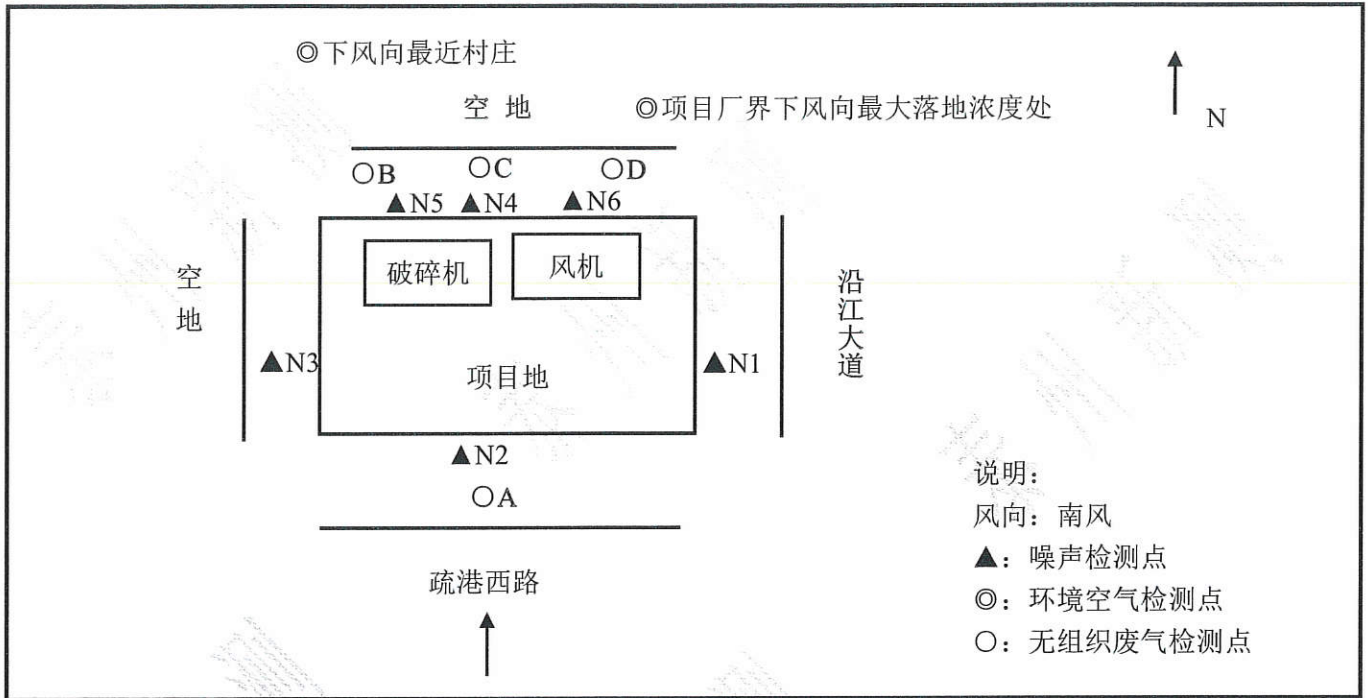 ◎下风向最近村庄
空 地 ◎项目厂界下风向最大落地浓度处
N
○B ○C ○D
▲N5 ▲N4 ▲N6
破碎机 风机
空地
沿江大道
▲N3 项目地 ▲N1
▲N2
○A
疏港西路
说明：
风向：南风
▲：噪声检测点
◎：环境空气检测点
○：无组织废气检测点